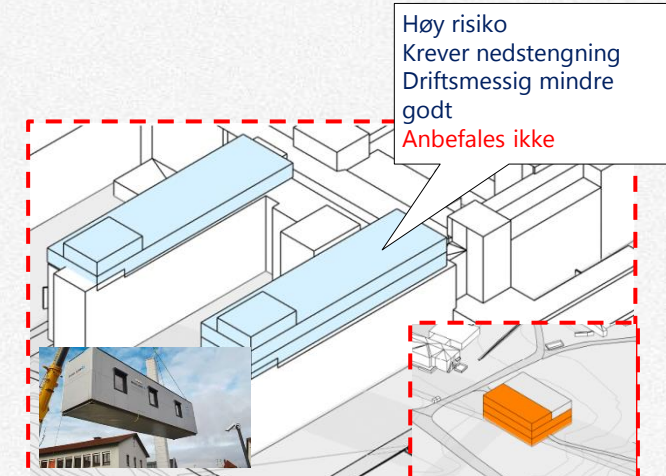 Høy risiko
Krever nedstengning
Driftsmessig mindre
godt
Anbefales ikke